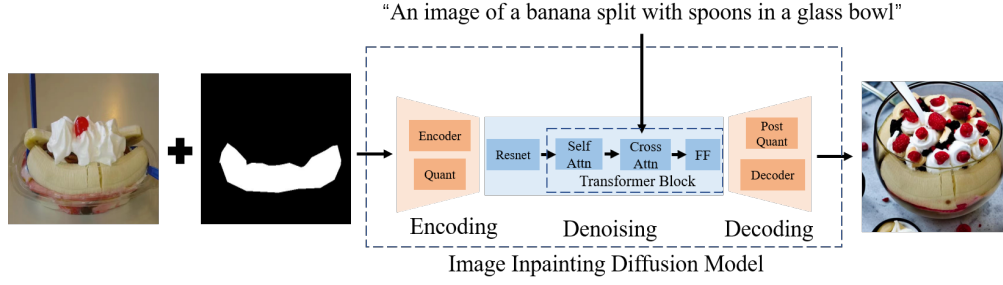 “An image of a banana split with spoons in a glass bowl”
Encoder
Quant
Resnet
Self
Attn
Cross
Attn
FF
Transformer Block
Post
Quant
Decoder
Encoding
Denoising
Decoding
Image Inpainting Diffusion Model